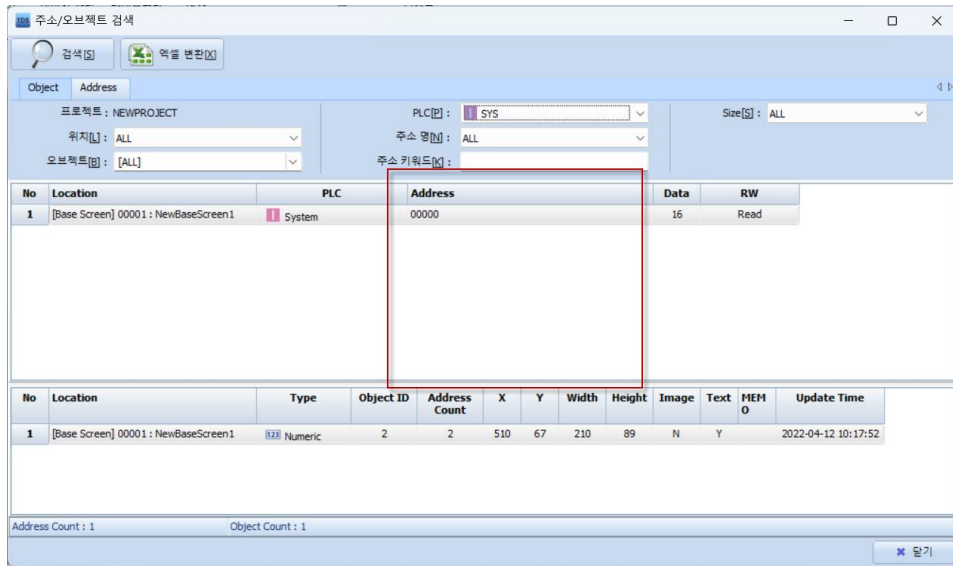 TDS 주소/오브젝트 검색
검색[S] 엑셀 변환[X]
Object Address
프로젝트 : NEWPROJECT PLC[P] : SYS Size[S] : ALL
위치[L] : ALL 주소 명[N] : ALL
오브젝트[B] : [ALL] 주소 키워드[K] :
No Location PLC Address Data RW
1 [Base Screen] 00001 : NewBaseScreen1 System 00000 16 Read
No Location Type Object ID Address Count X Y Width Height Image Text MEMO Update Time
1 [Base Screen] 00001 : NewBaseScreen1 123 Numeric 2 2 510 67 210 89 N Y 2022-04-12 10:17:52
Address Count : 1 Object Count : 1
닫기